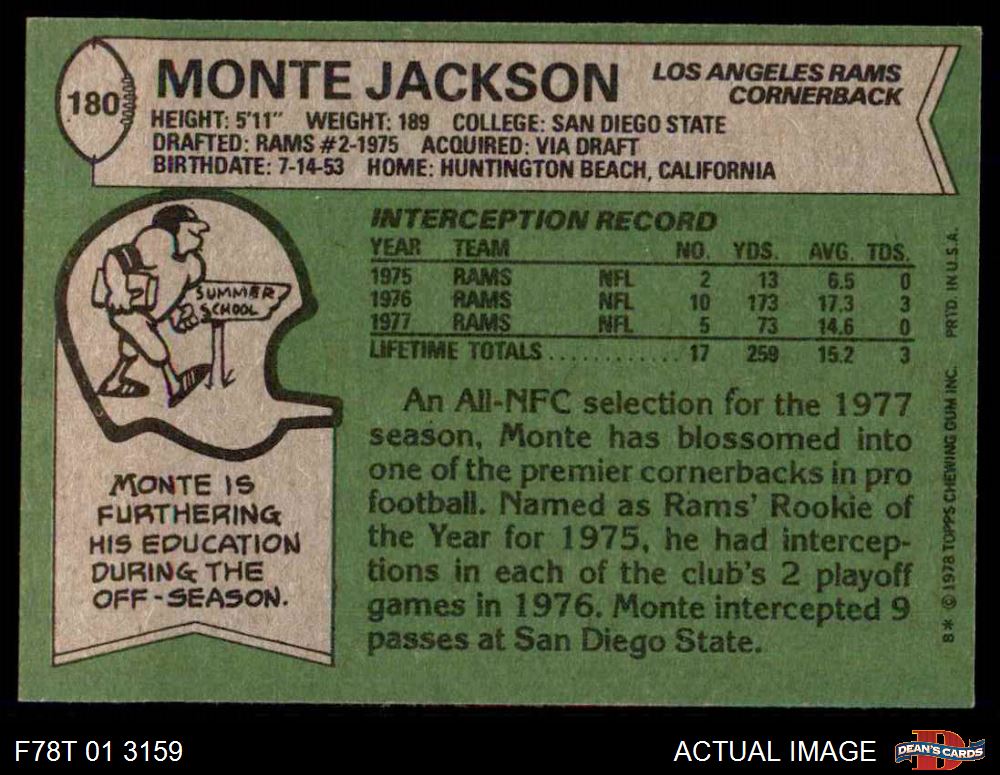 180
MONTE JACKSON
LOS ANGELES RAMS
CORNERBACK
HEIGHT: 5'11" WEIGHT: 189 COLLEGE: SAN DIEGO STATE
DRAFTED: RAMS #2-1975 ACQUIRED: VIA DRAFT
BIRTHDATE: 7-14-53 HOME: HUNTINGTON BEACH, CALIFORNIA
SUMMER
SCHOOL
MONTE IS
FURTHERING
HIS EDUCATION
DURING THE
OFF-SEASON.
INTERCEPTION RECORD
YEAR TEAM NO. YDS. AVG. TDS.
1975 RAMS NFL 2 13 6.5 0
1976 RAMS NFL 10 173 17.3 3
1977 RAMS NFL 5 73 14.6 0
LIFETIME TOTALS............ 17 259 15.2 3
An All-NFC selection for the 1977
season, Monte has blossomed into
one of the premier cornerbacks in pro
football. Named as Rams' Rookie of
the Year for 1975, he had intercep-
tions in each of the club's 2 playoff
games in 1976. Monte intercepted 9
passes at San Diego State.
8* © 1978 TOPPS CHEWING GUM INC. PRTD. IN U.S.A.
F78T 01 3159
ACTUAL IMAGE
DEAN'S CARDS